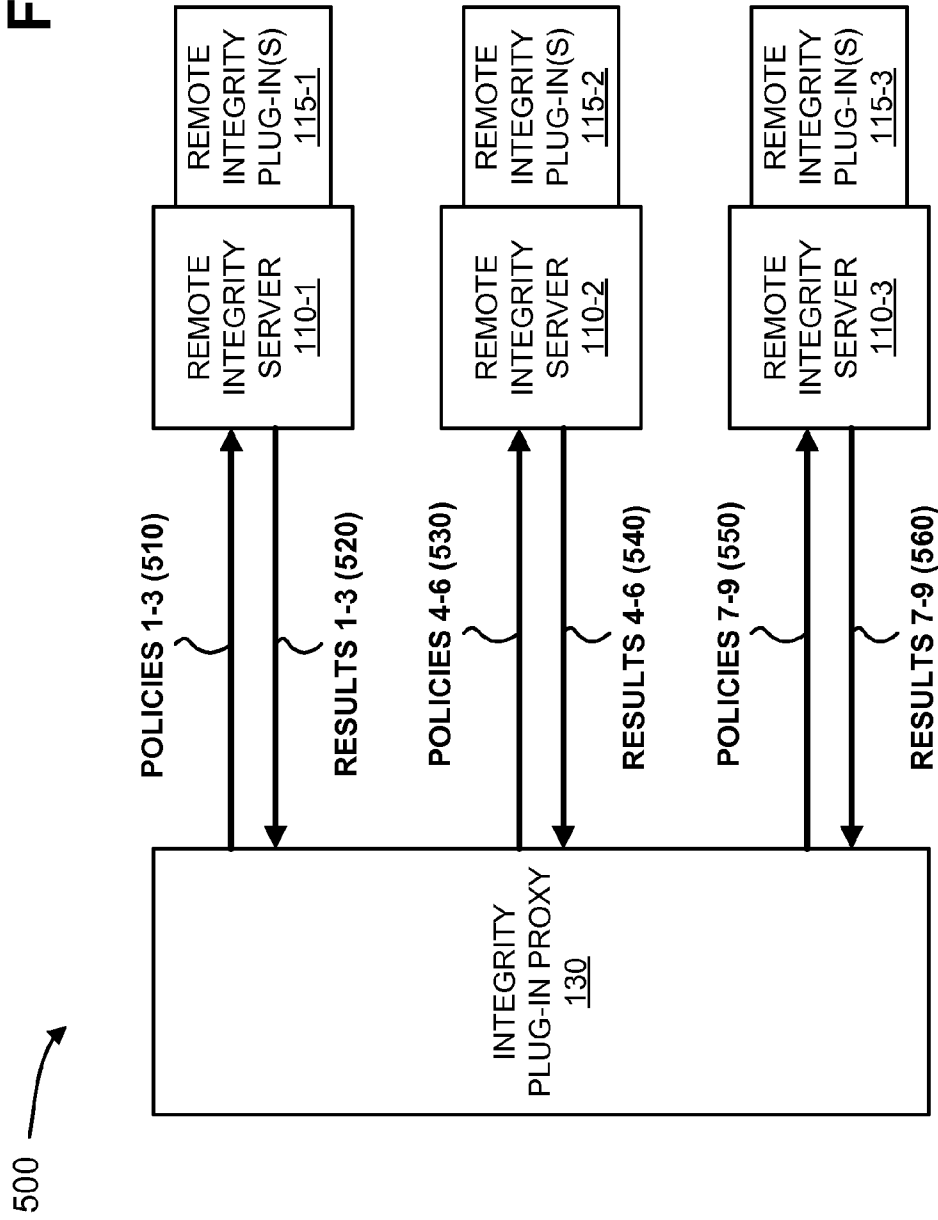 F
500
INTEGRITY
PLUG-IN PROXY
130
POLICIES 1-3 (510)
RESULTS 1-3 (520)
REMOTE
INTEGRITY
SERVER
110-1
REMOTE
INTEGRITY
PLUG-IN(S)
115-1
POLICIES 4-6 (530)
RESULTS 4-6 (540)
REMOTE
INTEGRITY
SERVER
110-2
REMOTE
INTEGRITY
PLUG-IN(S)
115-2
POLICIES 7-9 (550)
RESULTS 7-9 (560)
REMOTE
INTEGRITY
SERVER
110-3
REMOTE
INTEGRITY
PLUG-IN(S)
115-3